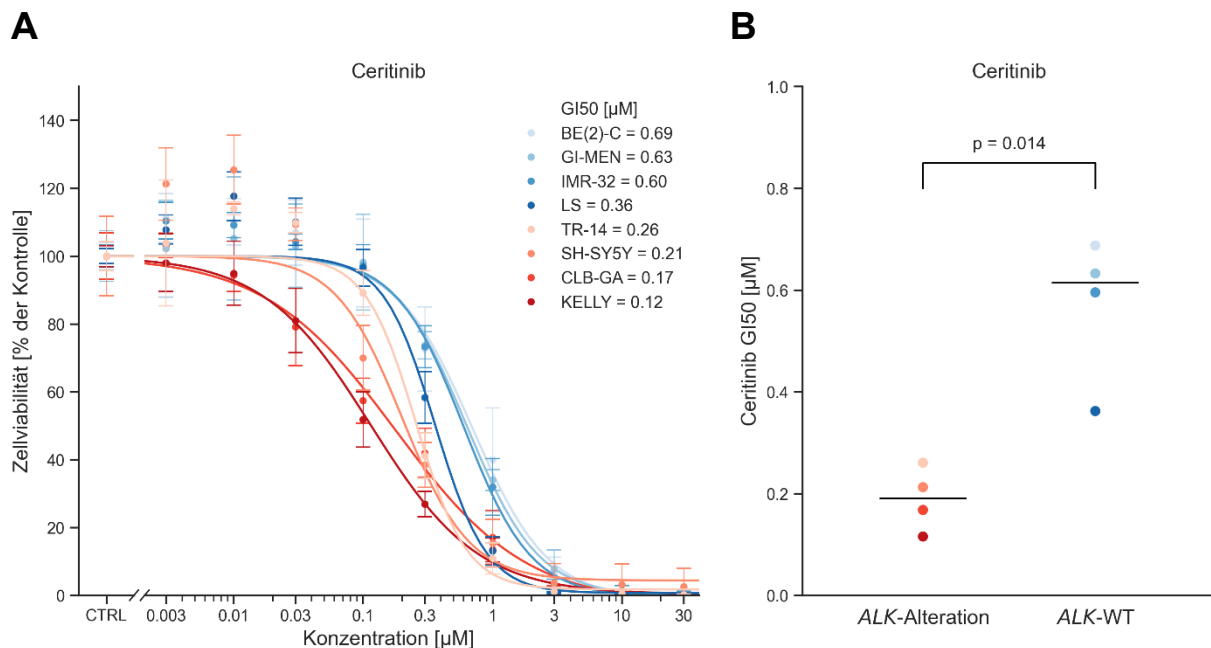 A
Ceritinib
Zellviabilität [% der Kontrolle]
140
120
100
80
60
40
20
0
GI50 [µM]
BE(2)-C = 0.69
GI-MEN = 0.63
IMR-32 = 0.60
LS = 0.36
TR-14 = 0.26
SH-SY5Y = 0.21
CLB-GA = 0.17
KELLY = 0.12
CTRL 0.003 0.01 0.03 0.1 0.3 1 3 10 30
Konzentration [µM]
B
Ceritinib
Ceritinib GI50 [µM]
1.0
0.8
0.6
0.4
0.2
0.0
p = 0.014
ALK-Alteration ALK-WT